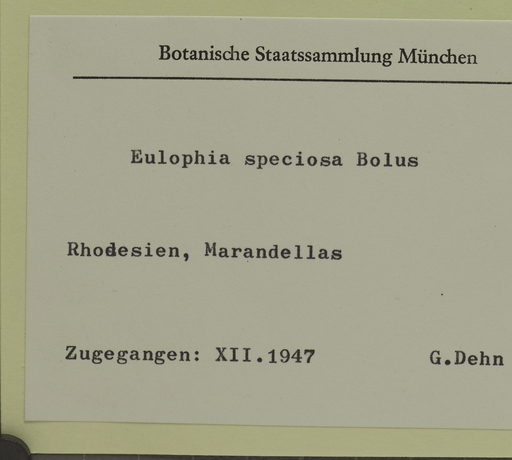 Botanische Staatssammlung München
Eulophia speciosa Bolus
Rhodesien, Marandellas
Zugegangen: XII.1947 G.Dehn